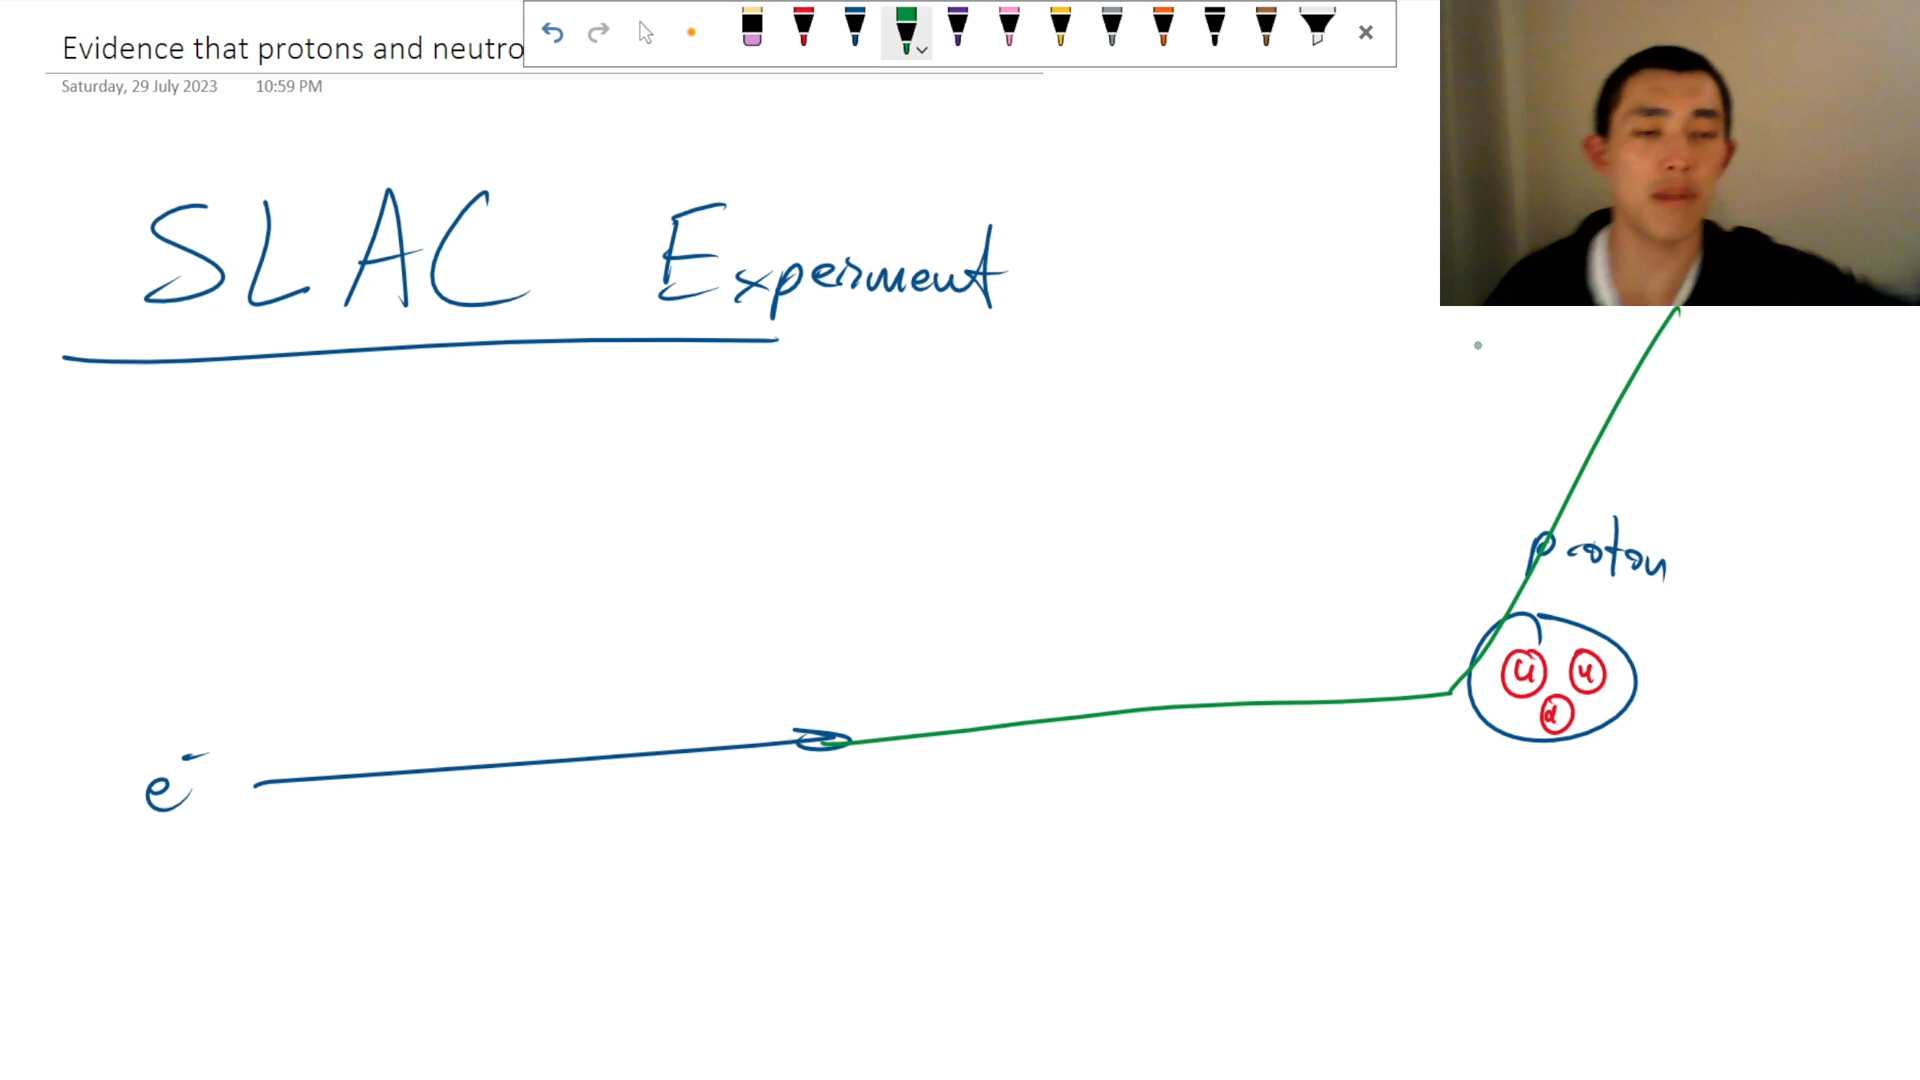 Evidence that protons and neutro
Saturday, 29 July 2023 10:59 PM
SLAC Experiment
proton
u u
d
e-